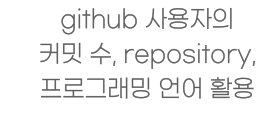 github 사용자의
커밋 수, repository,
프로그래밍 언어 활용